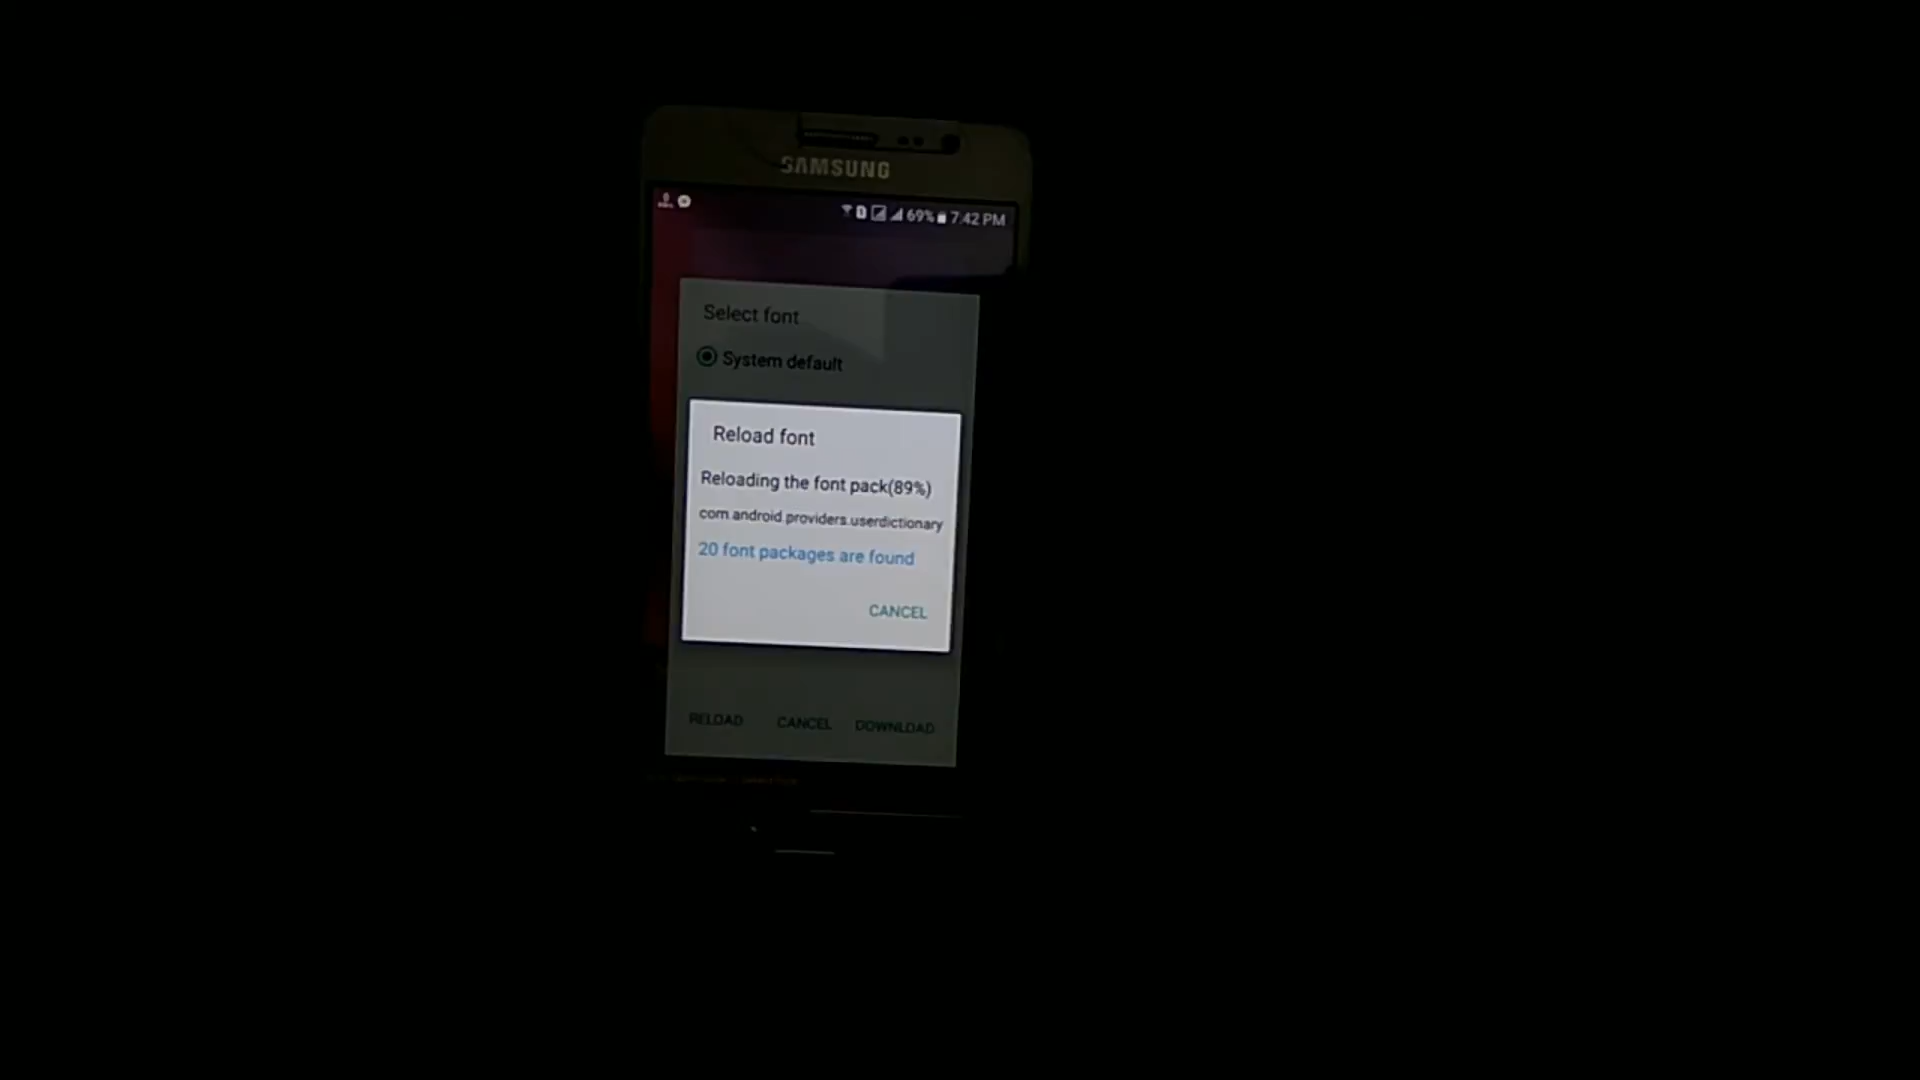 SAMSUNG
69% 7:42 PM
Select font
System default
Reload font
Reloading the font pack(89%)
com.android.providers.userdictionary
20 font packages are found
CANCEL
RELOAD CANCEL DOWNLOAD